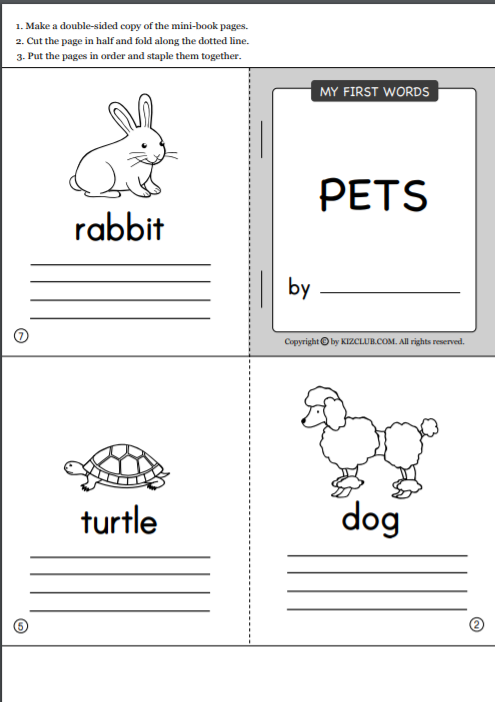 1. Make a double-sided copy of the mini-book pages.
2. Cut the page in half and fold along the dotted line.
3. Put the pages in order and staple them together.
rabbit
7
MY FIRST WORDS
PETS
by
Copyright © by KIZCLUB.COM. All rights reserved.
turtle
5
dog
2